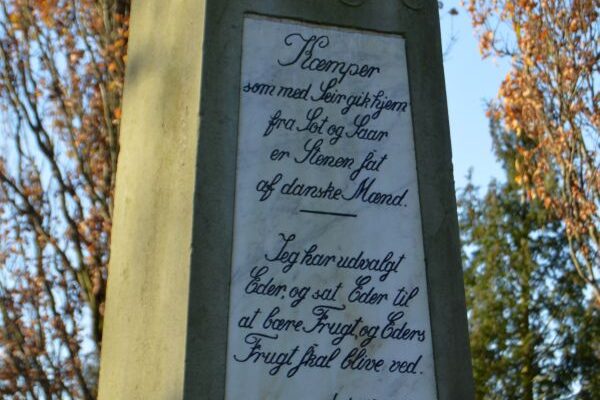 Kæmper
som med Seir gik hjem
fra Sot og Saar
er Stenen sat
af danske Mænd.
Jeg har udvalgt
Eder, og sat Eder til
at bære Frugt, og Eders
Frugt skal blive ved.